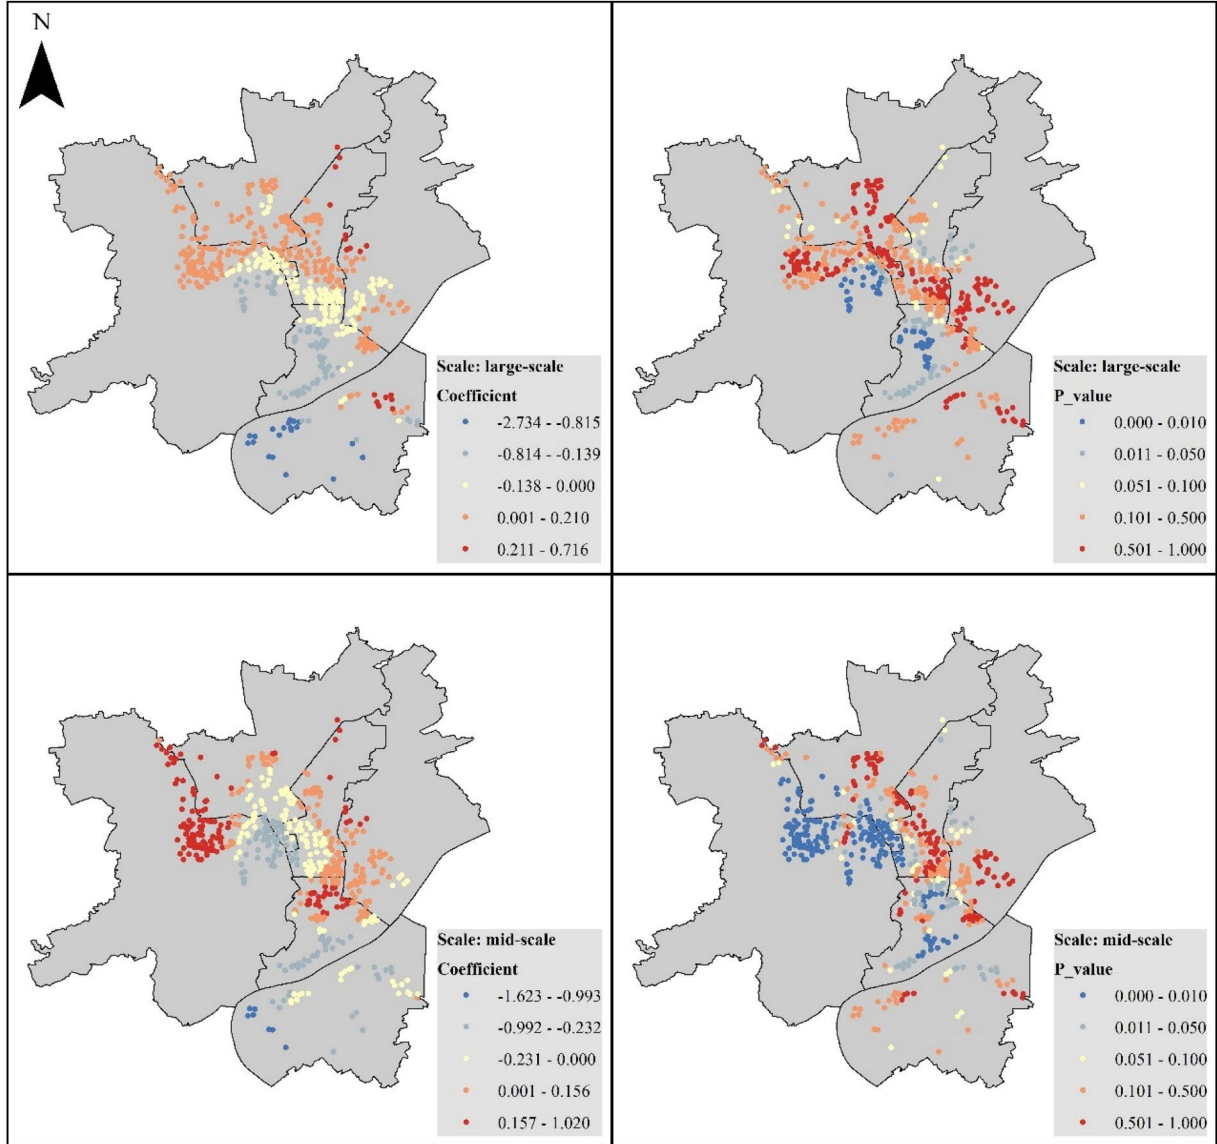 N
Scale: large-scale
Coefficient
-2.734 - -0.815
-0.814 - -0.139
-0.138 - 0.000
0.001 - 0.210
0.211 - 0.716
Scale: large-scale
P_value
0.000 - 0.010
0.011 - 0.050
0.051 - 0.100
0.101 - 0.500
0.501 - 1.000
Scale: mid-scale
Coefficient
-1.623 - -0.993
-0.992 - -0.232
-0.231 - 0.000
0.001 - 0.156
0.157 - 1.020
Scale: mid-scale
P_value
0.000 - 0.010
0.011 - 0.050
0.051 - 0.100
0.101 - 0.500
0.501 - 1.000